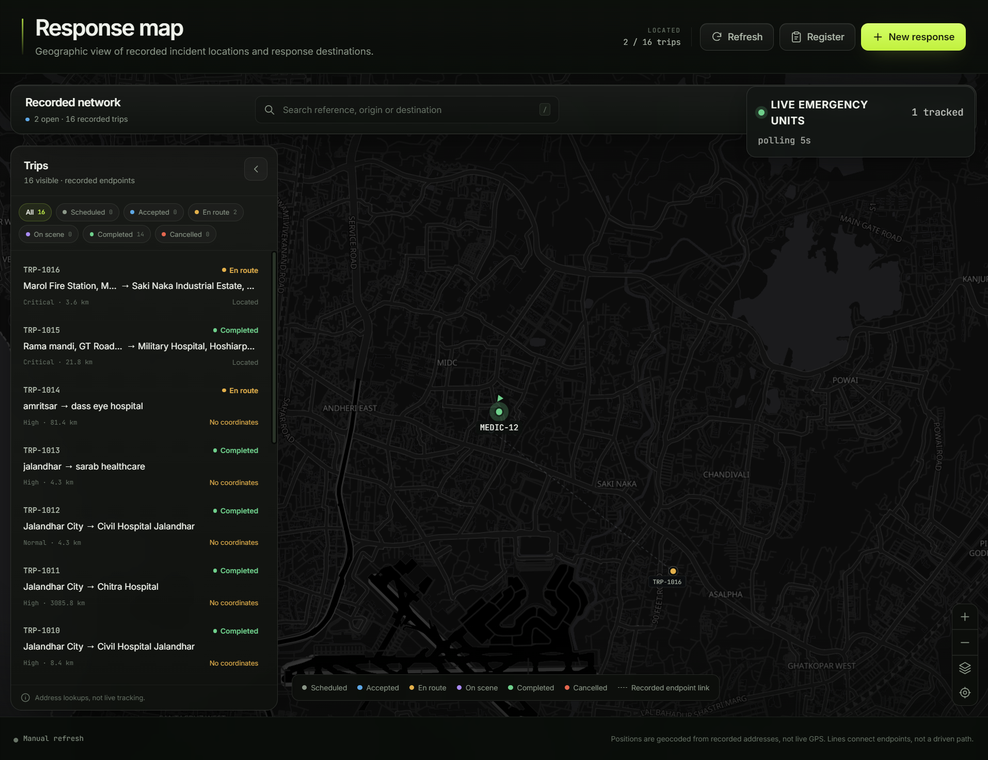 Response map
Geographic view of recorded incident locations and response destinations.
LOCATED
2 / 16 trips
Refresh
Register
New response
Recorded network
2 open · 16 recorded trips
Search reference, origin or destination
/
LIVE EMERGENCY
UNITS
1 tracked
polling 5s
Trips
16 visible · recorded endpoints
All 16
Scheduled 0
Accepted 0
En route 2
On scene 0
Completed 14
Cancelled 0
TRP-1016
En route
Marol Fire Station, M... → Saki Naka Industrial Estate, ...
Critical · 3.6 km
Located
TRP-1015
Completed
Rama mandi, GT Road... → Military Hospital, Hoshiarp...
Critical · 21.8 km
Located
TRP-1014
En route
amritsar → dass eye hospital
High · 81.4 km
No coordinates
TRP-1013
Completed
jalandhar → sarab healthcare
High · 4.3 km
No coordinates
TRP-1012
Completed
Jalandhar City → Civil Hospital Jalandhar
Normal · 4.3 km
No coordinates
TRP-1011
Completed
Jalandhar City → Chitra Hospital
High · 3085.8 km
No coordinates
TRP-1010
Completed
Jalandhar City → Civil Hospital Jalandhar
High · 8.4 km
No coordinates
Address lookups, not live tracking.
SERVICE ROAD
MAIN GATE ROAD
KANJUR
MIDC
POWAI
ANDHERI EAST
MEDIC-12
CHANDIVALI
SAKI NAKA
TRP-1016
ASALPHA
GHATKOPAR WEST
Scheduled
Accepted
En route
On scene
Completed
Cancelled
Recorded endpoint link
Manual refresh
Positions are geocoded from recorded addresses, not live GPS. Lines connect endpoints, not a driven path.